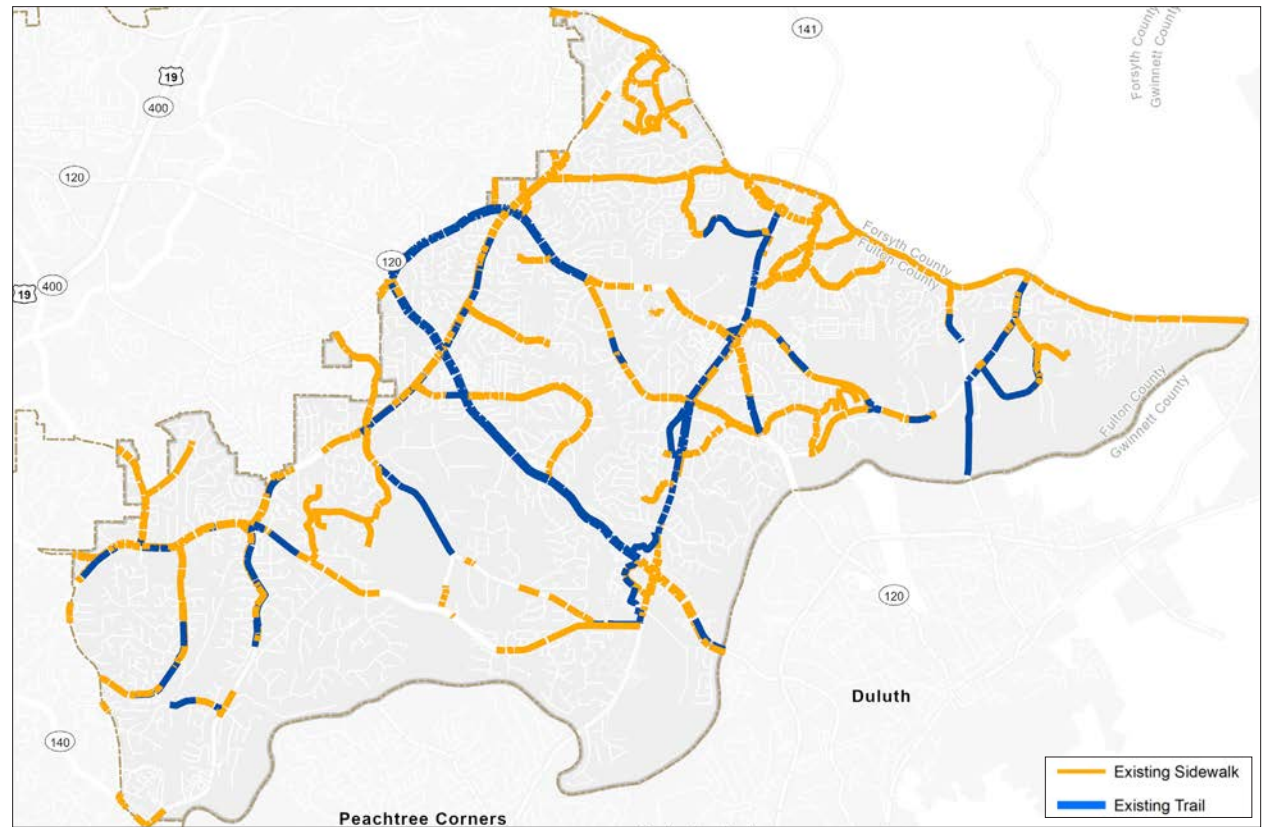 141
Forsyth County
Gwinnett County
19
400
120
120
Forsyth County
Fulton County
19
400
Fulton County
Gwinnett County
120
Duluth
140
Peachtree Corners
Existing Sidewalk
Existing Trail